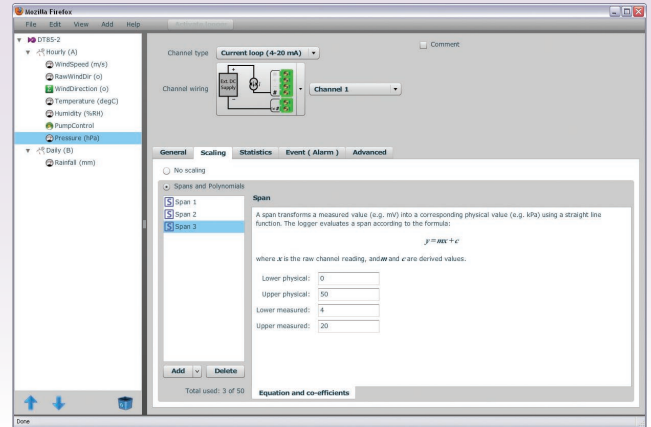 Mozilla Firefox
File Edit View Add Help
DT85-2
Hourly (A)
WindSpeed (m/s)
RawWindDir (o)
WindDirection (o)
Temperature (degC)
Humidity (%RH)
PumpControl
Pressure (hPa)
Daily (B)
Rainfall (mm)
Channel type Current loop (4-20 mA)
Comment
Channel wiring Ext. DC Supply Channel 1
General Scaling Statistics Event ( Alarm ) Advanced
No scaling
Spans and Polynomials
Span 1
Span 2
Span 3
Add Delete
Total used: 3 of 50
Span
A span transforms a measured value (e.g. mV) into a corresponding physical value (e.g. kPa) using a straight line
function. The logger evaluates a span according to the formula:
y=mx+c
where x is the raw channel reading, and m and c are derived values.
Lower physical: 0
Upper physical: 50
Lower measured: 4
Upper measured: 20
Equation and co-efficients
Done